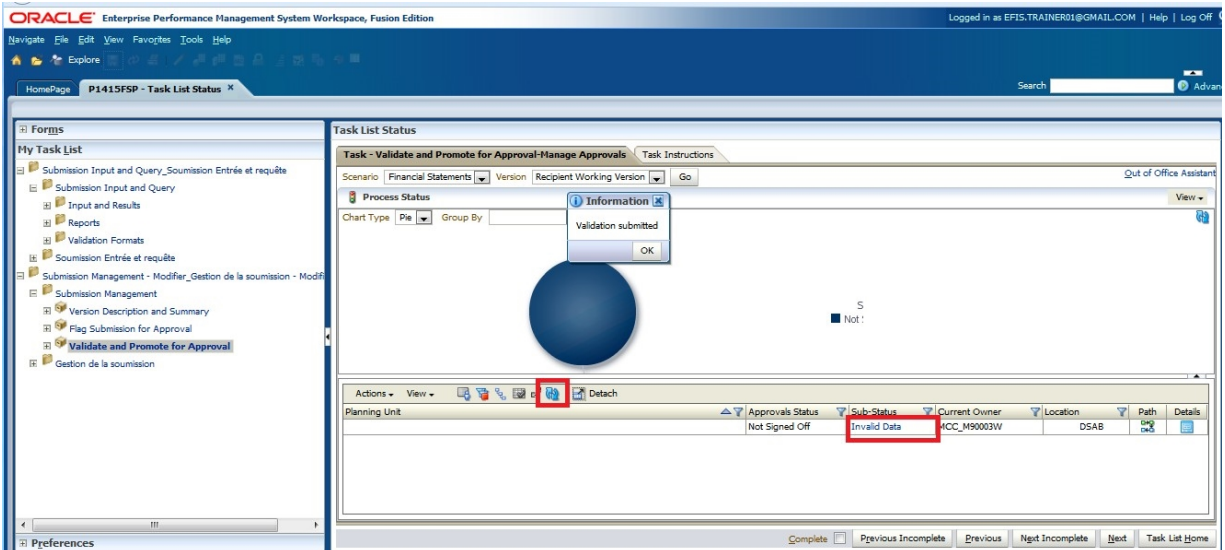 ORACLE Enterprise Performance Management System Workspace, Fusion Edition
Logged in as EFIS.TRAINER01@GMAIL.COM | Help | Log Off
Navigate File Edit View Favorites Tools Help
Explore
HomePage P1415FSP - Task List Status Search
Forms
My Task List
Submission Input and Query_Soumission Entrée et requête
Submission Input and Query
Input and Results
Reports
Validation Formats
Soumission Entrée et requête
Submission Management - Modifier_Gestion de la soumission - Modifi
Submission Management
Version Description and Summary
Flag Submission for Approval
Validate and Promote for Approval
Gestion de la soumission
Preferences
Task List Status
Task - Validate and Promote for Approval-Manage Approvals Task Instructions
Scenario Financial Statements Version Recipient Working Version Go Out of Office Assistant
Process Status View
Chart Type Pie Group By
Information
Validation submitted
OK
S
Not
Actions View Detach
Planning Unit Approvals Status Sub-Status Current Owner Location Path Details
Not Signed Off Invalid Data MCC_M90003W DSAB
Complete Previous Incomplete Previous Next Incomplete Next Task List Home